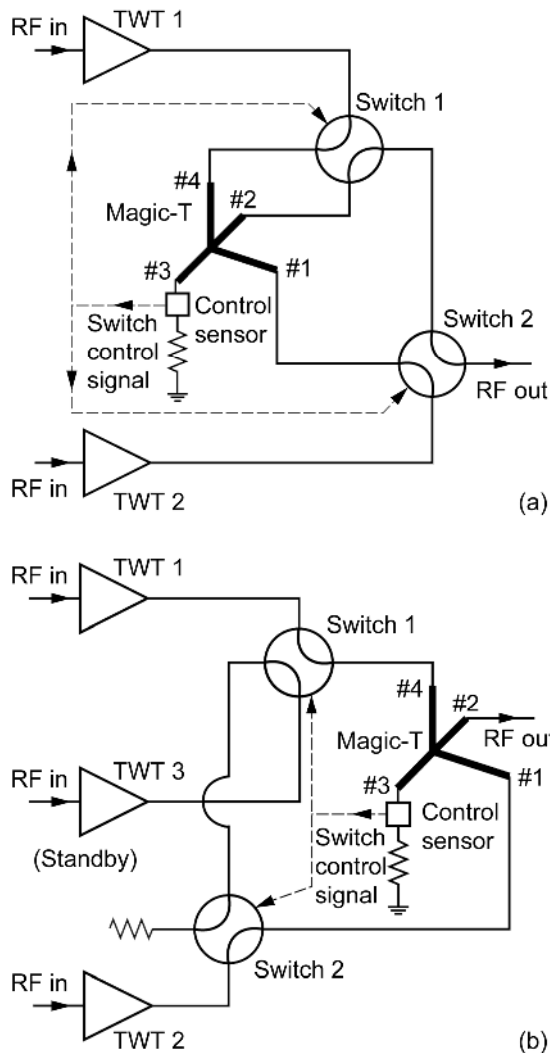 TWT 1
RF in
Switch 1
#4
#2
Magic-T
#1
#3
Control
sensor
Switch
control
signal
Switch 2
RF out
RF in
TWT 2
(a)
TWT 1
RF in
Switch 1
#4
#2
Magic-T
RF out
#1
#3
RF in
TWT 3
(Standby)
Control
sensor
Switch
control
signal
Switch 2
RF in
TWT 2
(b)